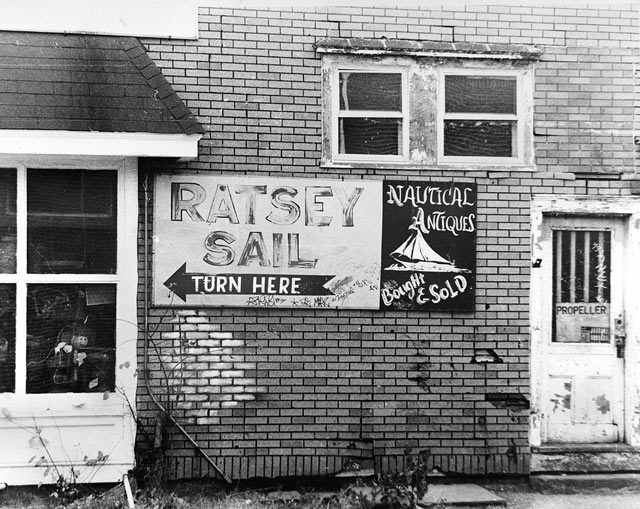 RATSEY
SAIL
TURN HERE
NAUTICAL
ANTIQUES
Bought
& SOLD
PROPELLER